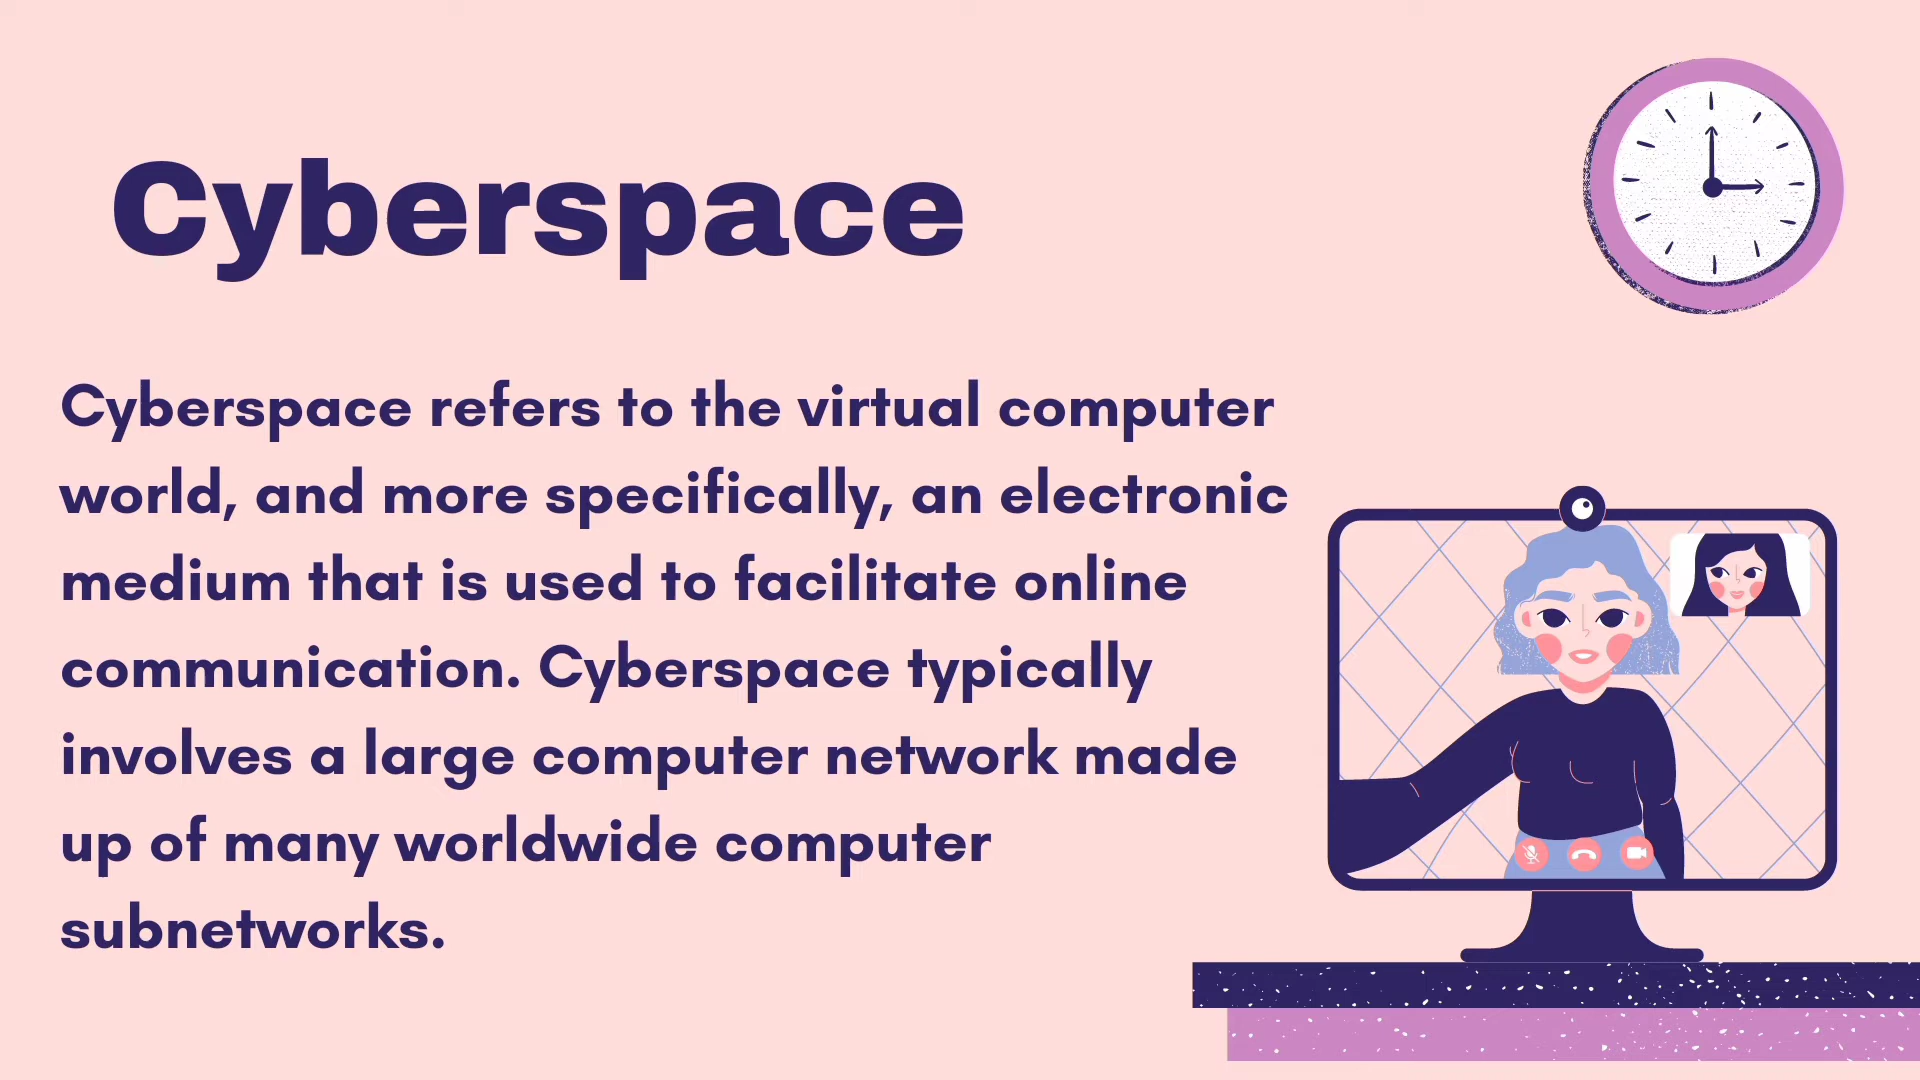 Cyberspace
Cyberspace refers to the virtual computer
world, and more specifically, an electronic
medium that is used to facilitate online
communication. Cyberspace typically
involves a large computer network made
up of many worldwide computer
subnetworks.